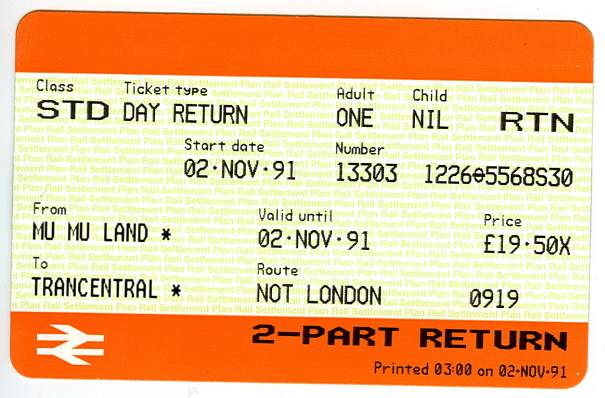 Class Ticket type Adult Child
STD DAY RETURN ONE NIL RTN
Start date Number
02·NOV·91 13303 1226⊖5568S30
From Valid until Price
MU MU LAND * 02·NOV·91 £19·50X
To Route
TRANCENTRAL * NOT LONDON 0919
2-PART RETURN
Printed 03:00 on 02·NOV·91